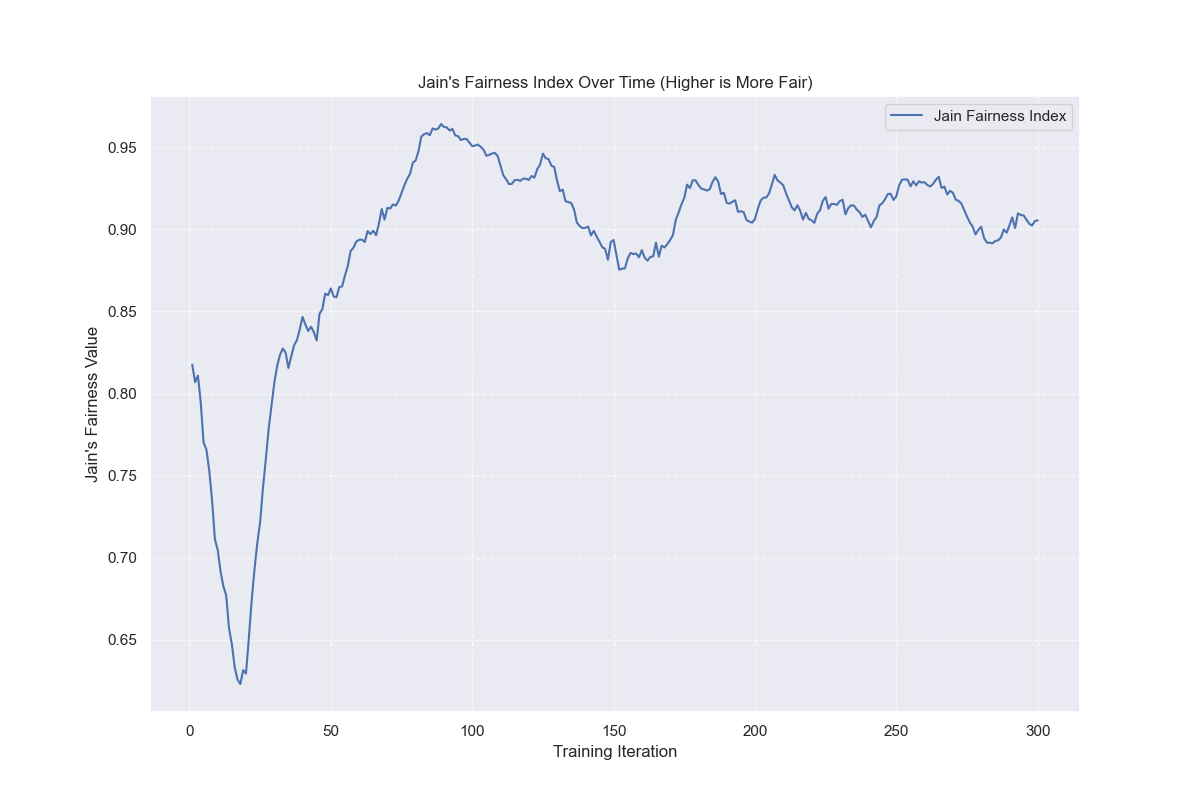 Jain's Fairness Index Over Time (Higher is More Fair)
Jain Fairness Index
Jain's Fairness Value
0.95
0.90
0.85
0.80
0.75
0.70
0.65
0 50 100 150 200 250 300
Training Iteration